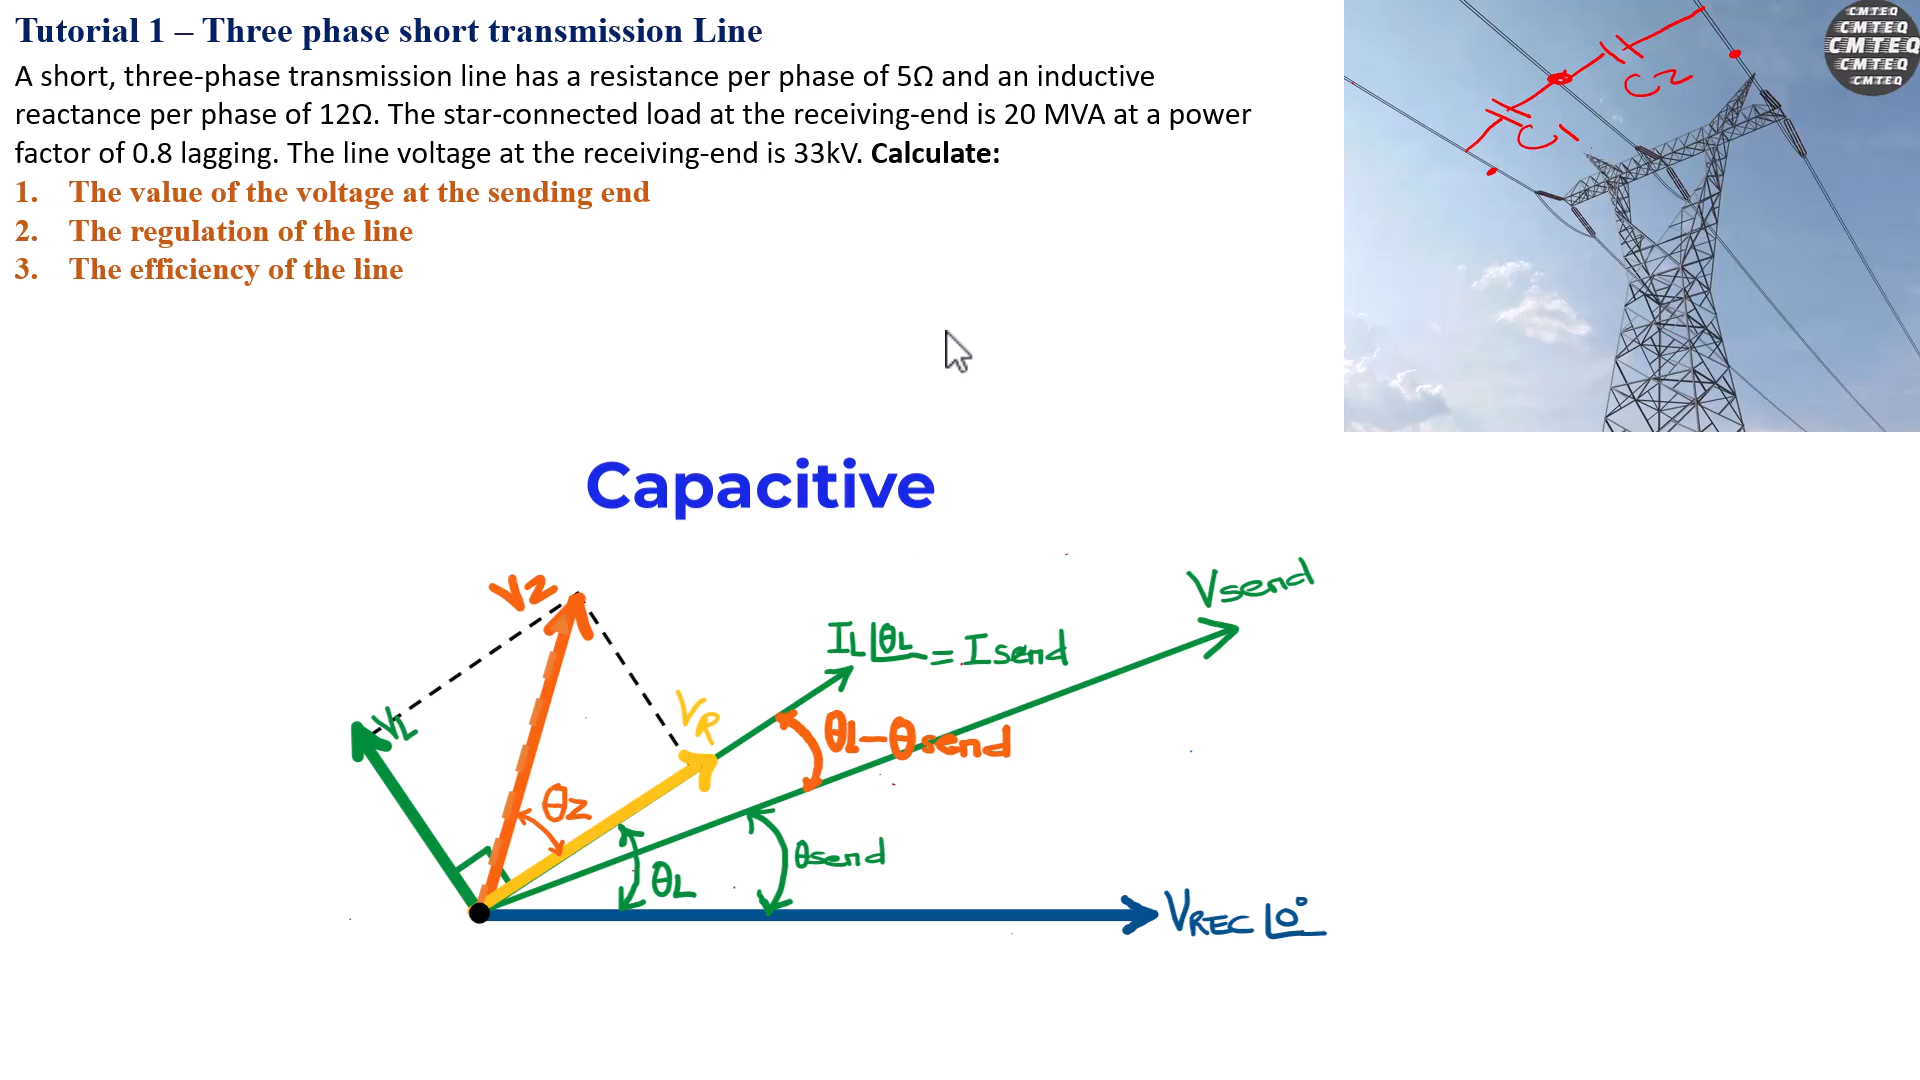 Tutorial 1 – Three phase short transmission Line
A short, three-phase transmission line has a resistance per phase of 5Ω and an inductive
reactance per phase of 12Ω. The star-connected load at the receiving-end is 20 MVA at a power
factor of 0.8 lagging. The line voltage at the receiving-end is 33kV. Calculate:
1. The value of the voltage at the sending end
2. The regulation of the line
3. The efficiency of the line
CMTEQ
CMTEQ
CMTEQ
CMTEQ
CMTEQ
C2
C1
Capacitive
VZ
Vsend
IL|θL = Isend
VL
VR
θL-θsend
θZ
θsend
θL
VREC |0°